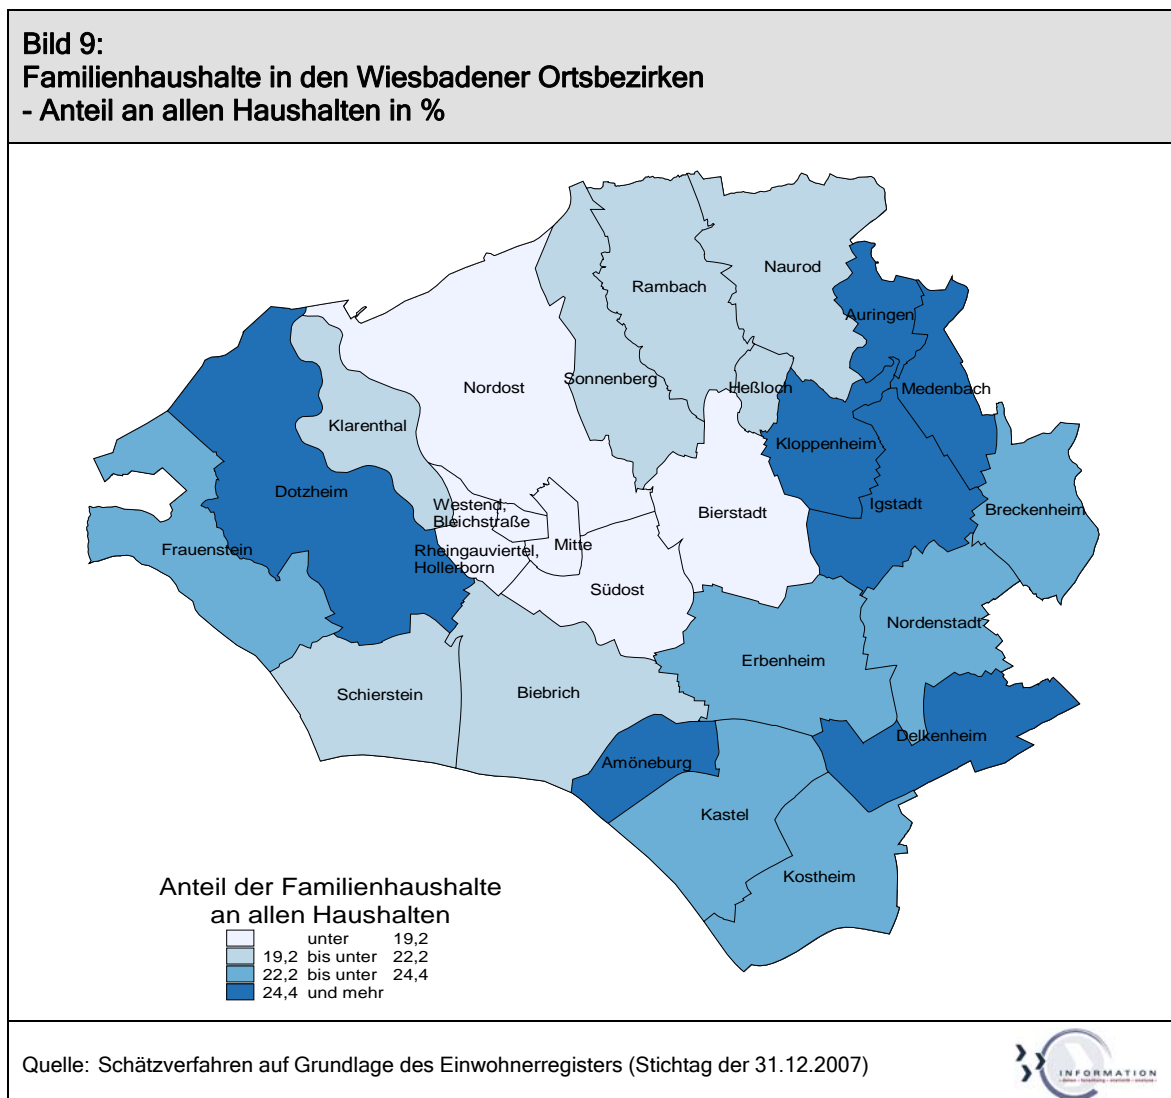 Bild 9:
Familienhaushalte in den Wiesbadener Ortsbezirken
- Anteil an allen Haushalten in %
Naurod
Rambach
Auringen
Sonnenberg
Heßloch
Nordost
Medenbach
Klarenthal
Kloppenheim
Dotzheim
Igstadt
Westend,
Bleichstraße
Bierstadt
Breckenheim
Mitte
Frauenstein
Rheingauviertel,
Hollerborn
Südost
Nordenstadt
Erbenheim
Schierstein
Biebrich
Delkenheim
Amöneburg
Kastel
Kostheim
Anteil der Familienhaushalte
an allen Haushalten
unter 19,2
19,2 bis unter 22,2
22,2 bis unter 24,4
24,4 und mehr
Quelle: Schätzverfahren auf Grundlage des Einwohnerregisters (Stichtag der 31.12.2007)
INFORMATION